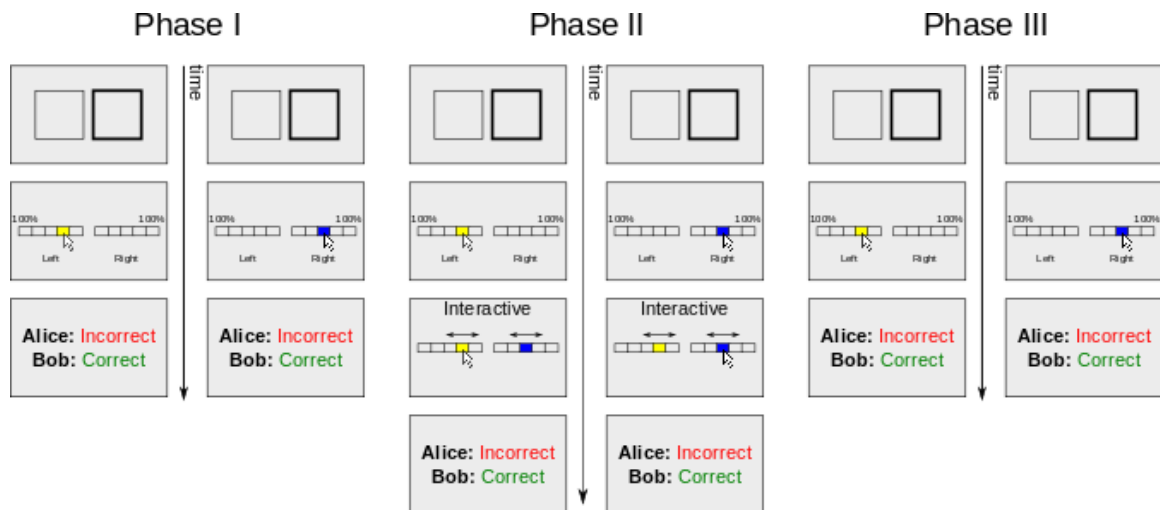 Phase I
Phase II
Phase III
time
time
time
100% 100%
Left Right
100% 100%
Left Right
100% 100%
Left Right
100% 100%
Left Right
100% 100%
Left Right
100% 100%
Left Right
Alice: Incorrect
Bob: Correct
Alice: Incorrect
Bob: Correct
Interactive
Interactive
Alice: Incorrect
Bob: Correct
Alice: Incorrect
Bob: Correct
Alice: Incorrect
Bob: Correct
Alice: Incorrect
Bob: Correct